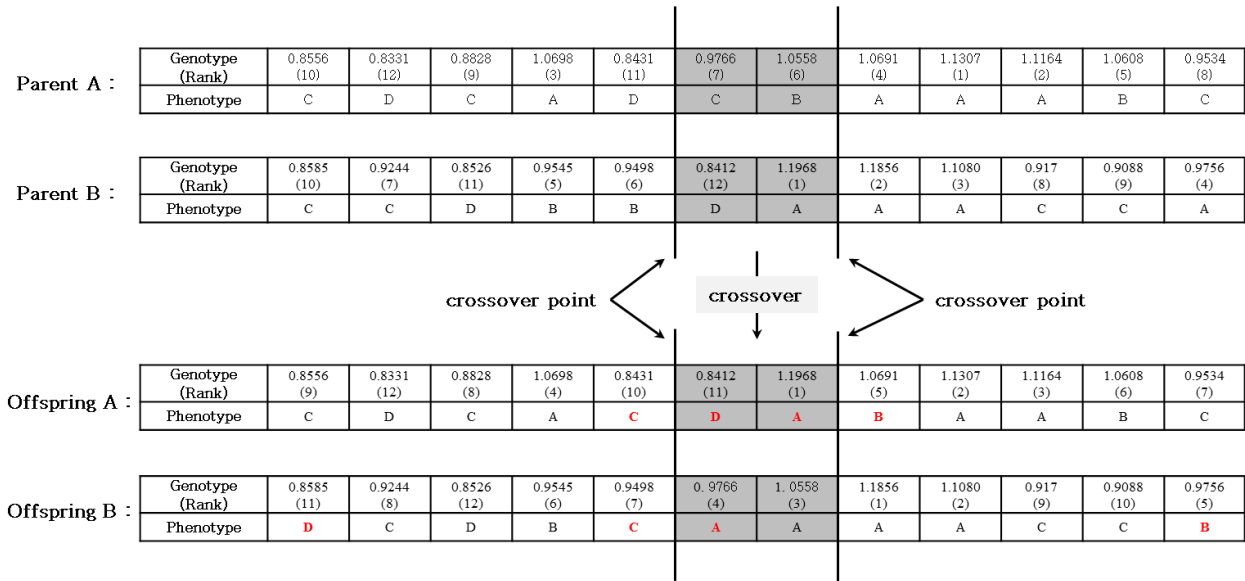 Parent A :
Genotype (Rank) 0.8556 (10) 0.8331 (12) 0.8828 (9) 1.0698 (3) 0.8431 (11) 0.9766 (7) 1.0558 (6) 1.0691 (4) 1.1307 (1) 1.1164 (2) 1.0608 (5) 0.9534 (8)
Phenotype C D C A D C B A A A B C
Parent B :
Genotype (Rank) 0.8585 (10) 0.9244 (7) 0.8526 (11) 0.9545 (5) 0.9498 (6) 0.8412 (12) 1.1968 (1) 1.1856 (2) 1.1080 (3) 0.917 (8) 0.9088 (9) 0.9756 (4)
Phenotype C C D B B D A A A C C A
crossover point crossover crossover point
Offspring A :
Genotype (Rank) 0.8556 (9) 0.8331 (12) 0.8828 (8) 1.0698 (4) 0.8431 (10) 0.8412 (11) 1.1968 (1) 1.0691 (5) 1.1307 (2) 1.1164 (3) 1.0608 (6) 0.9534 (7)
Phenotype C D C A C D A B A A B C
Offspring B :
Genotype (Rank) 0.8585 (11) 0.9244 (8) 0.8526 (12) 0.9545 (6) 0.9498 (7) 0. 9766 (4) 1. 0558 (3) 1.1856 (1) 1.1080 (2) 0.917 (9) 0.9088 (10) 0.9756 (5)
Phenotype D C D B C A A A A C C B